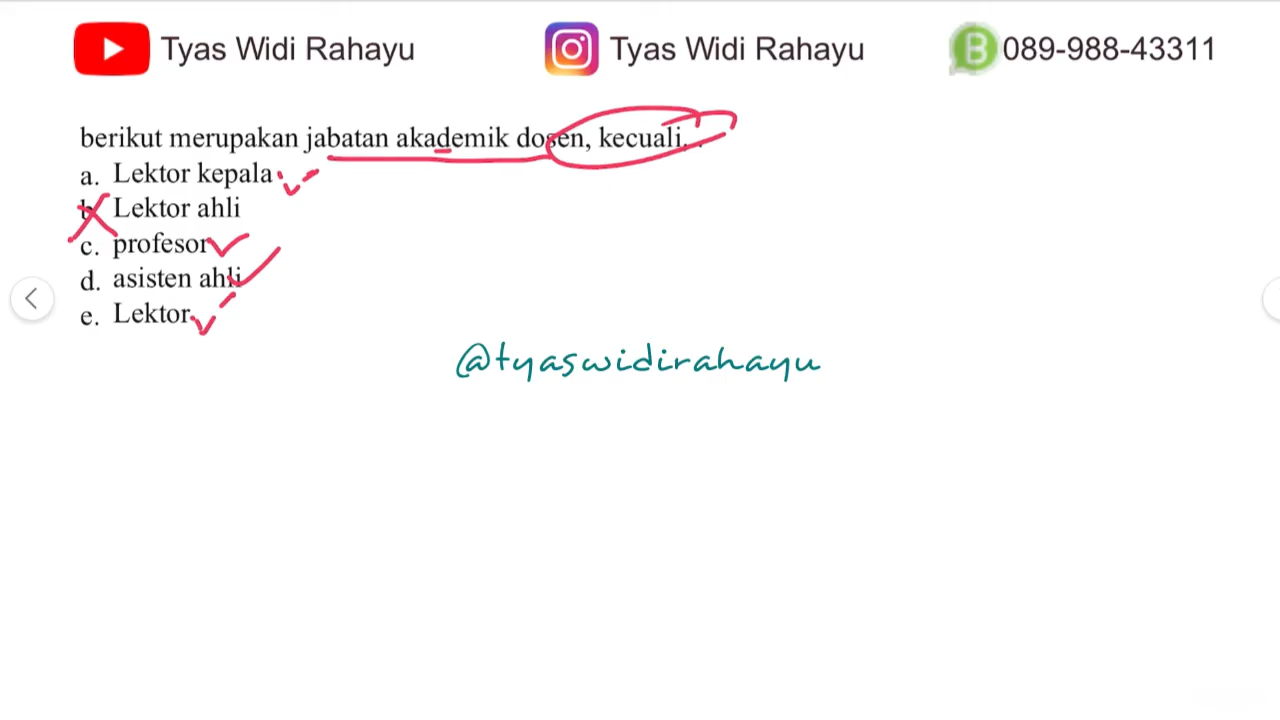 Tyas Widi Rahayu Tyas Widi Rahayu 089-988-43311
berikut merupakan jabatan akademik dosen, kecuali. .
a. Lektor kepala
b. Lektor ahli
c. profesor
d. asisten ahli
e. Lektor
@tyaswidirahayu